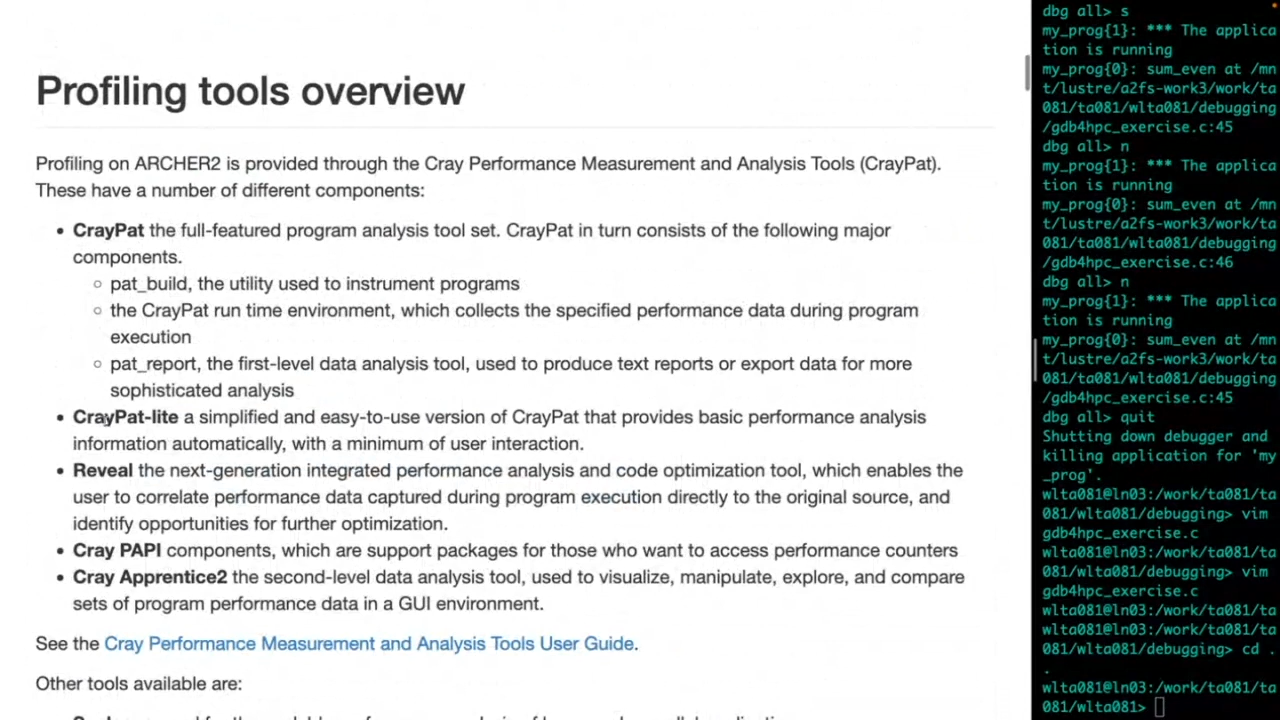 Profiling tools overview
Profiling on ARCHER2 is provided through the Cray Performance Measurement and Analysis Tools (CrayPat).
These have a number of different components:
• CrayPat the full-featured program analysis tool set. CrayPat in turn consists of the following major
components.
◦ pat_build, the utility used to instrument programs
◦ the CrayPat run time environment, which collects the specified performance data during program
execution
◦ pat_report, the first-level data analysis tool, used to produce text reports or export data for more
sophisticated analysis
• CrayPat-lite a simplified and easy-to-use version of CrayPat that provides basic performance analysis
information automatically, with a minimum of user interaction.
• Reveal the next-generation integrated performance analysis and code optimization tool, which enables the
user to correlate performance data captured during program execution directly to the original source, and
identify opportunities for further optimization.
• Cray PAPI components, which are support packages for those who want to access performance counters
• Cray Apprentice2 the second-level data analysis tool, used to visualize, manipulate, explore, and compare
sets of program performance data in a GUI environment.
See the Cray Performance Measurement and Analysis Tools User Guide.
Other tools available are:
dbg all> s
my_prog{1}: *** The applica
tion is running
my_prog{0}: sum_even at /mn
t/lustre/a2fs-work3/work/ta
081/ta081/wlta081/debugging
/gdb4hpc_exercise.c:45
dbg all> n
my_prog{1}: *** The applica
tion is running
my_prog{0}: sum_even at /mn
t/lustre/a2fs-work3/work/ta
081/ta081/wlta081/debugging
/gdb4hpc_exercise.c:46
dbg all> n
my_prog{1}: *** The applica
tion is running
my_prog{0}: sum_even at /mn
t/lustre/a2fs-work3/work/ta
081/ta081/wlta081/debugging
/gdb4hpc_exercise.c:45
dbg all> quit
Shutting down debugger and
killing application for 'my
_prog'.
wlta081@ln03:/work/ta081/ta
081/wlta081/debugging> vim
gdb4hpc_exercise.c
wlta081@ln03:/work/ta081/ta
081/wlta081/debugging> vim
gdb4hpc_exercise.c
wlta081@ln03:/work/ta081/ta
wlta081@ln03:/work/ta081/ta
081/wlta081/debugging> cd .
.
wlta081@ln03:/work/ta081/ta
081/wlta081>